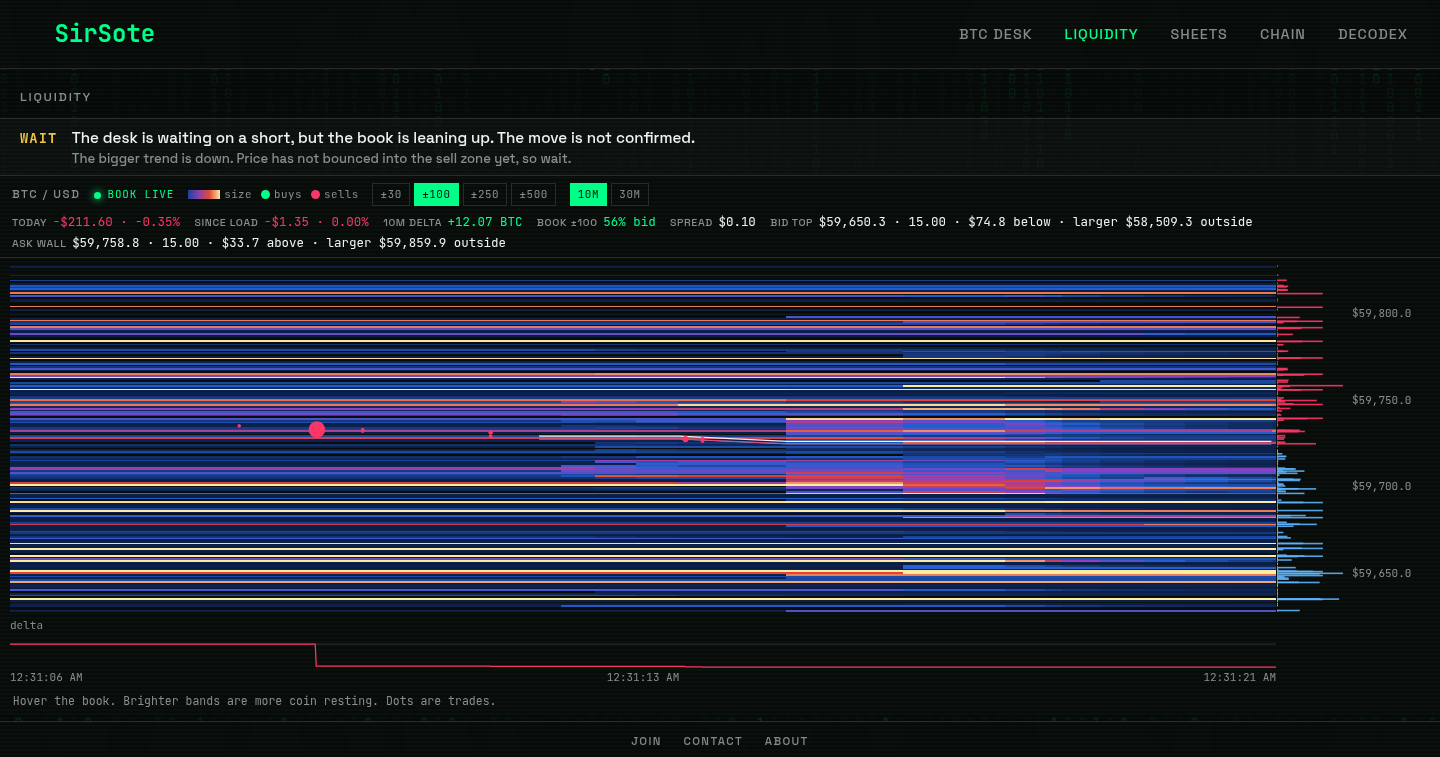 SirSote
BTC DESK LIQUIDITY SHEETS CHAIN DECODEX
LIQUIDITY
WAIT The desk is waiting on a short, but the book is leaning up. The move is not confirmed.
The bigger trend is down. Price has not bounced into the sell zone yet, so wait.
BTC / USD BOOK LIVE size buys sells ±30 ±100 ±250 ±500 10M 30M
TODAY -$211.60 · -0.35% SINCE LOAD -$1.35 · 0.00% 10M DELTA +12.07 BTC BOOK ±100 56% bid SPREAD $0.10 BID TOP $59,650.3 · 15.00 · $74.8 below · larger $58,509.3 outside
ASK WALL $59,758.8 · 15.00 · $33.7 above · larger $59,859.9 outside
$59,800.0
$59,750.0
$59,700.0
$59,650.0
delta
12:31:06 AM 12:31:13 AM 12:31:21 AM
Hover the book. Brighter bands are more coin resting. Dots are trades.
JOIN CONTACT ABOUT